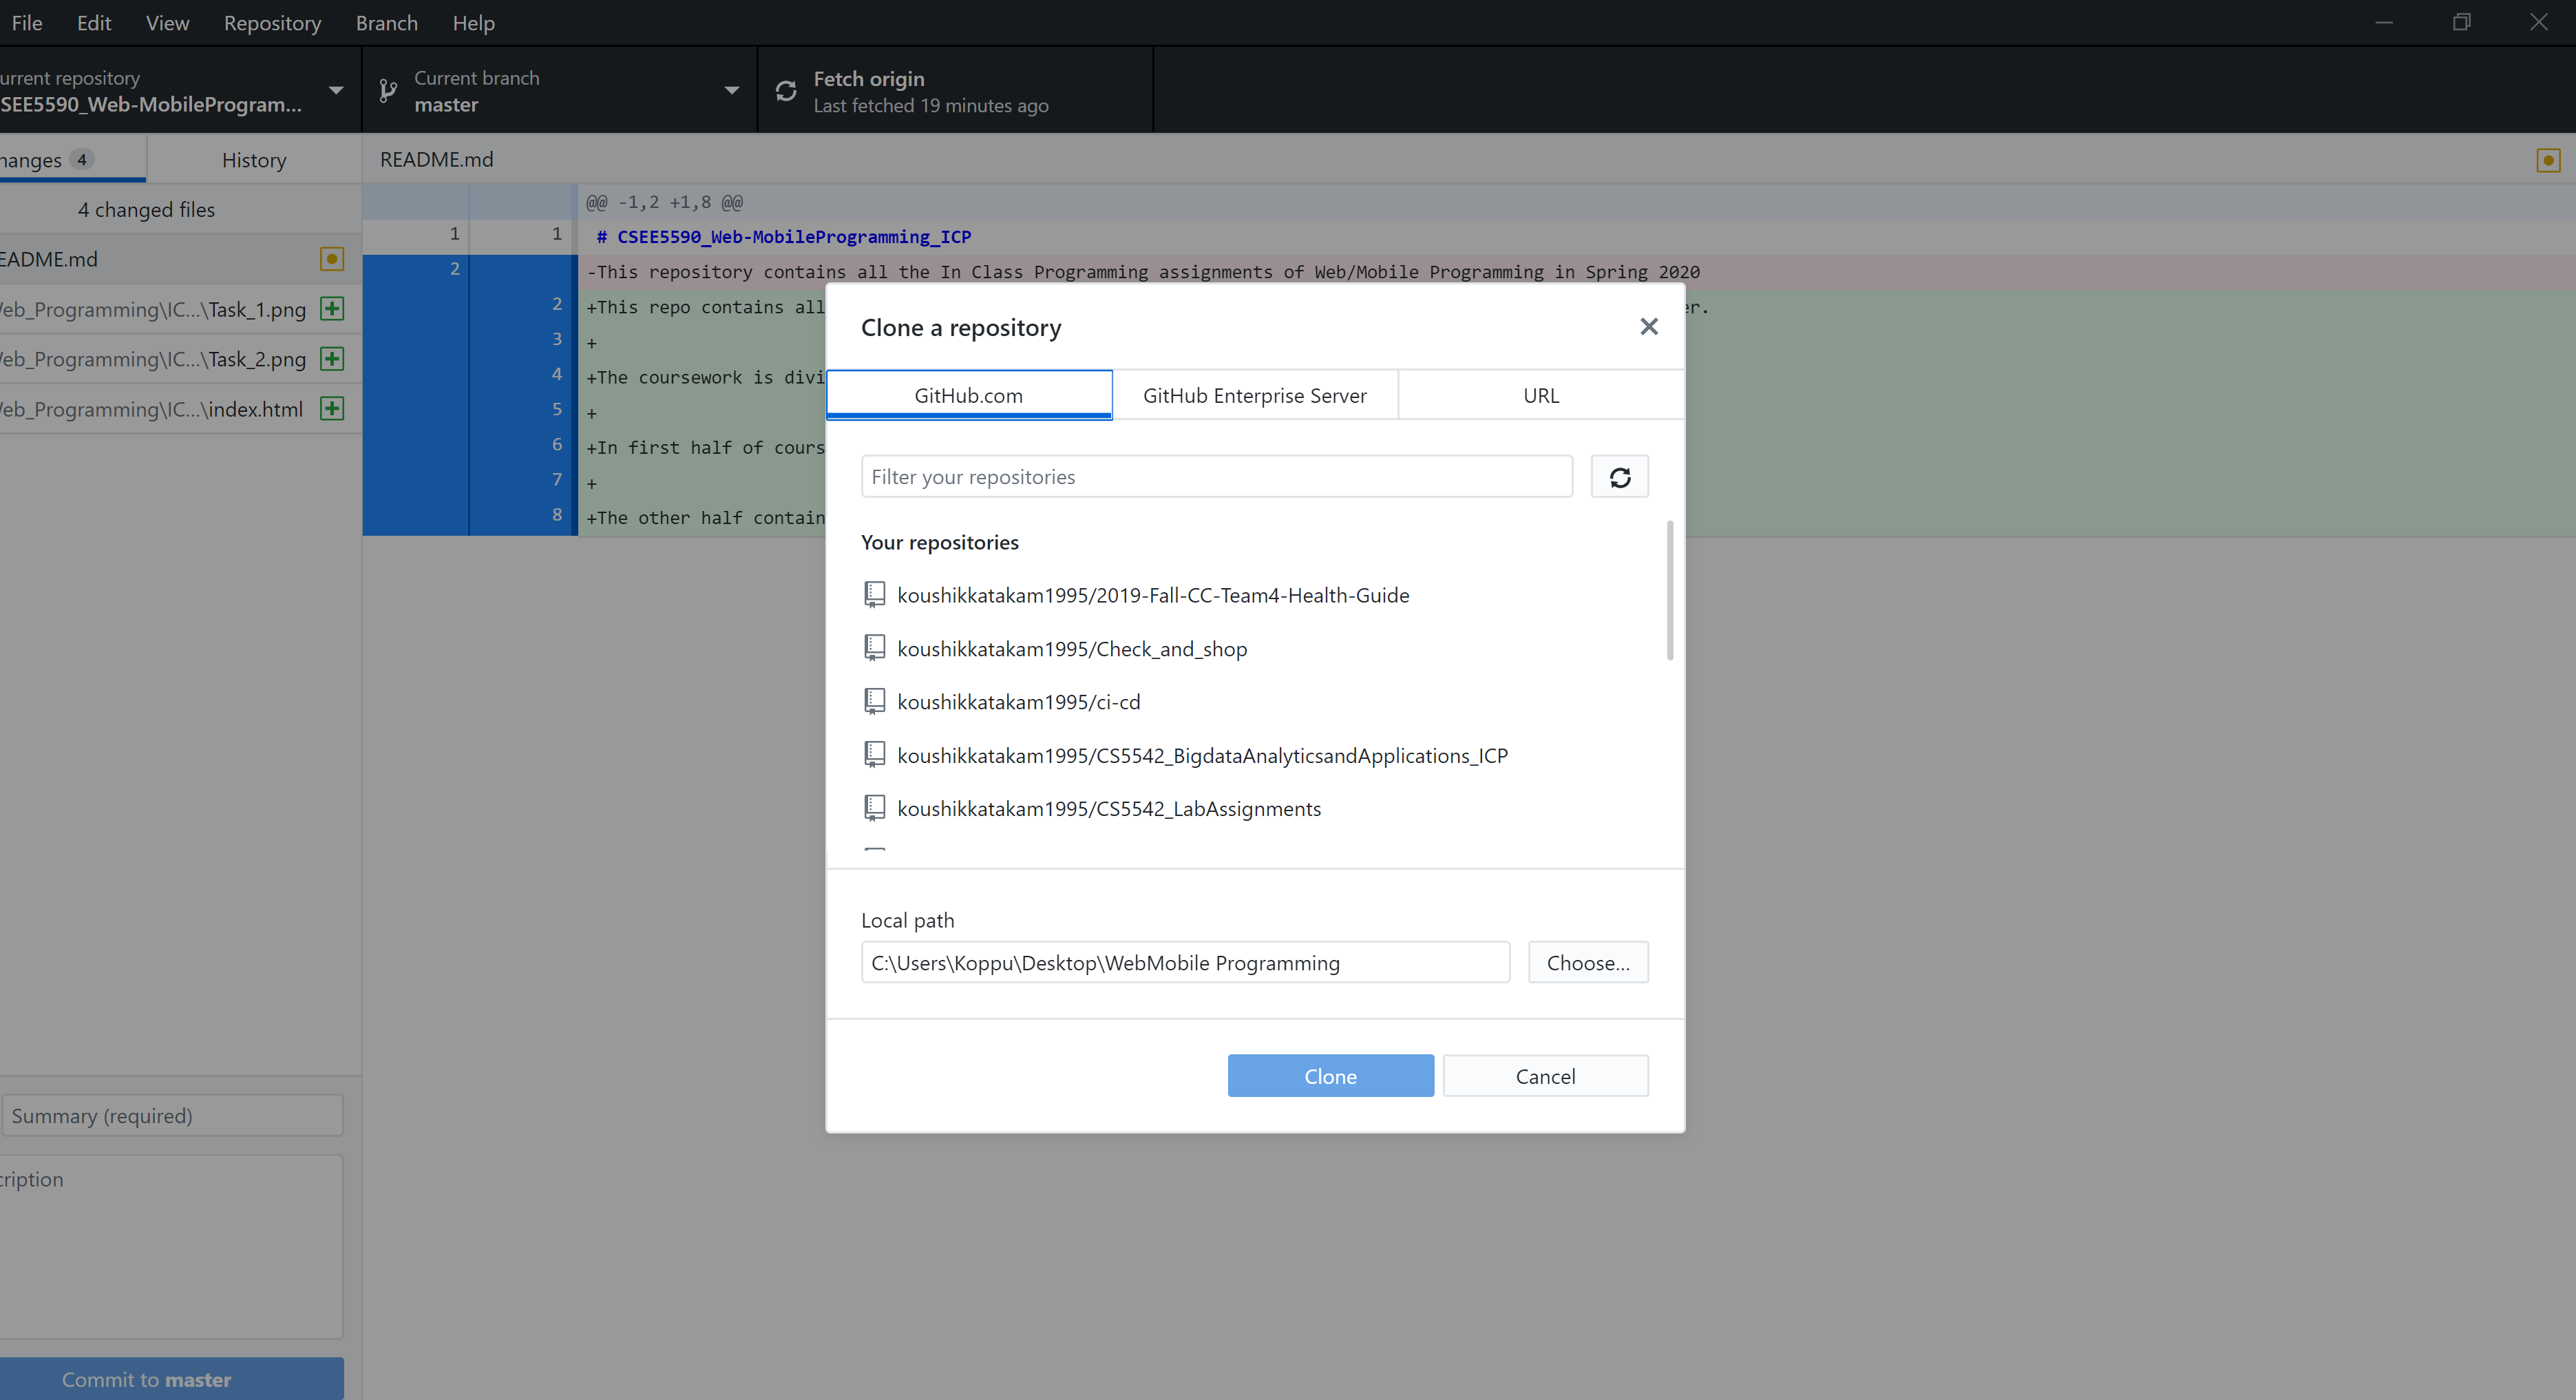 File Edit View Repository Branch Help
urrent repository
SEE5590_Web-MobileProgram...
Current branch
master
Fetch origin
Last fetched 19 minutes ago
hanges 4
History
README.md
4 changed files
EADME.md
eb_Programming\IC...\Task_1.png
eb_Programming\IC...\Task_2.png
eb_Programming\IC...\index.html
@@ -1,2 +1,8 @@
1 1 # CSEE5590_Web-MobileProgramming_ICP
2 -This repository contains all the In Class Programming assignments of Web/Mobile Programming in Spring 2020
2 +This repo contains all er.
3 +
4 +The coursework is divi
5 +
6 +In first half of cours
7 +
8 +The other half contain
Clone a repository
GitHub.com GitHub Enterprise Server URL
Filter your repositories
Your repositories
koushikkatakam1995/2019-Fall-CC-Team4-Health-Guide
koushikkatakam1995/Check_and_shop
koushikkatakam1995/ci-cd
koushikkatakam1995/CS5542_BigdataAnalyticsandApplications_ICP
koushikkatakam1995/CS5542_LabAssignments
Local path
C:\Users\Koppu\Desktop\WebMobile Programming
Choose...
Clone Cancel
Summary (required)
cription
Commit to master